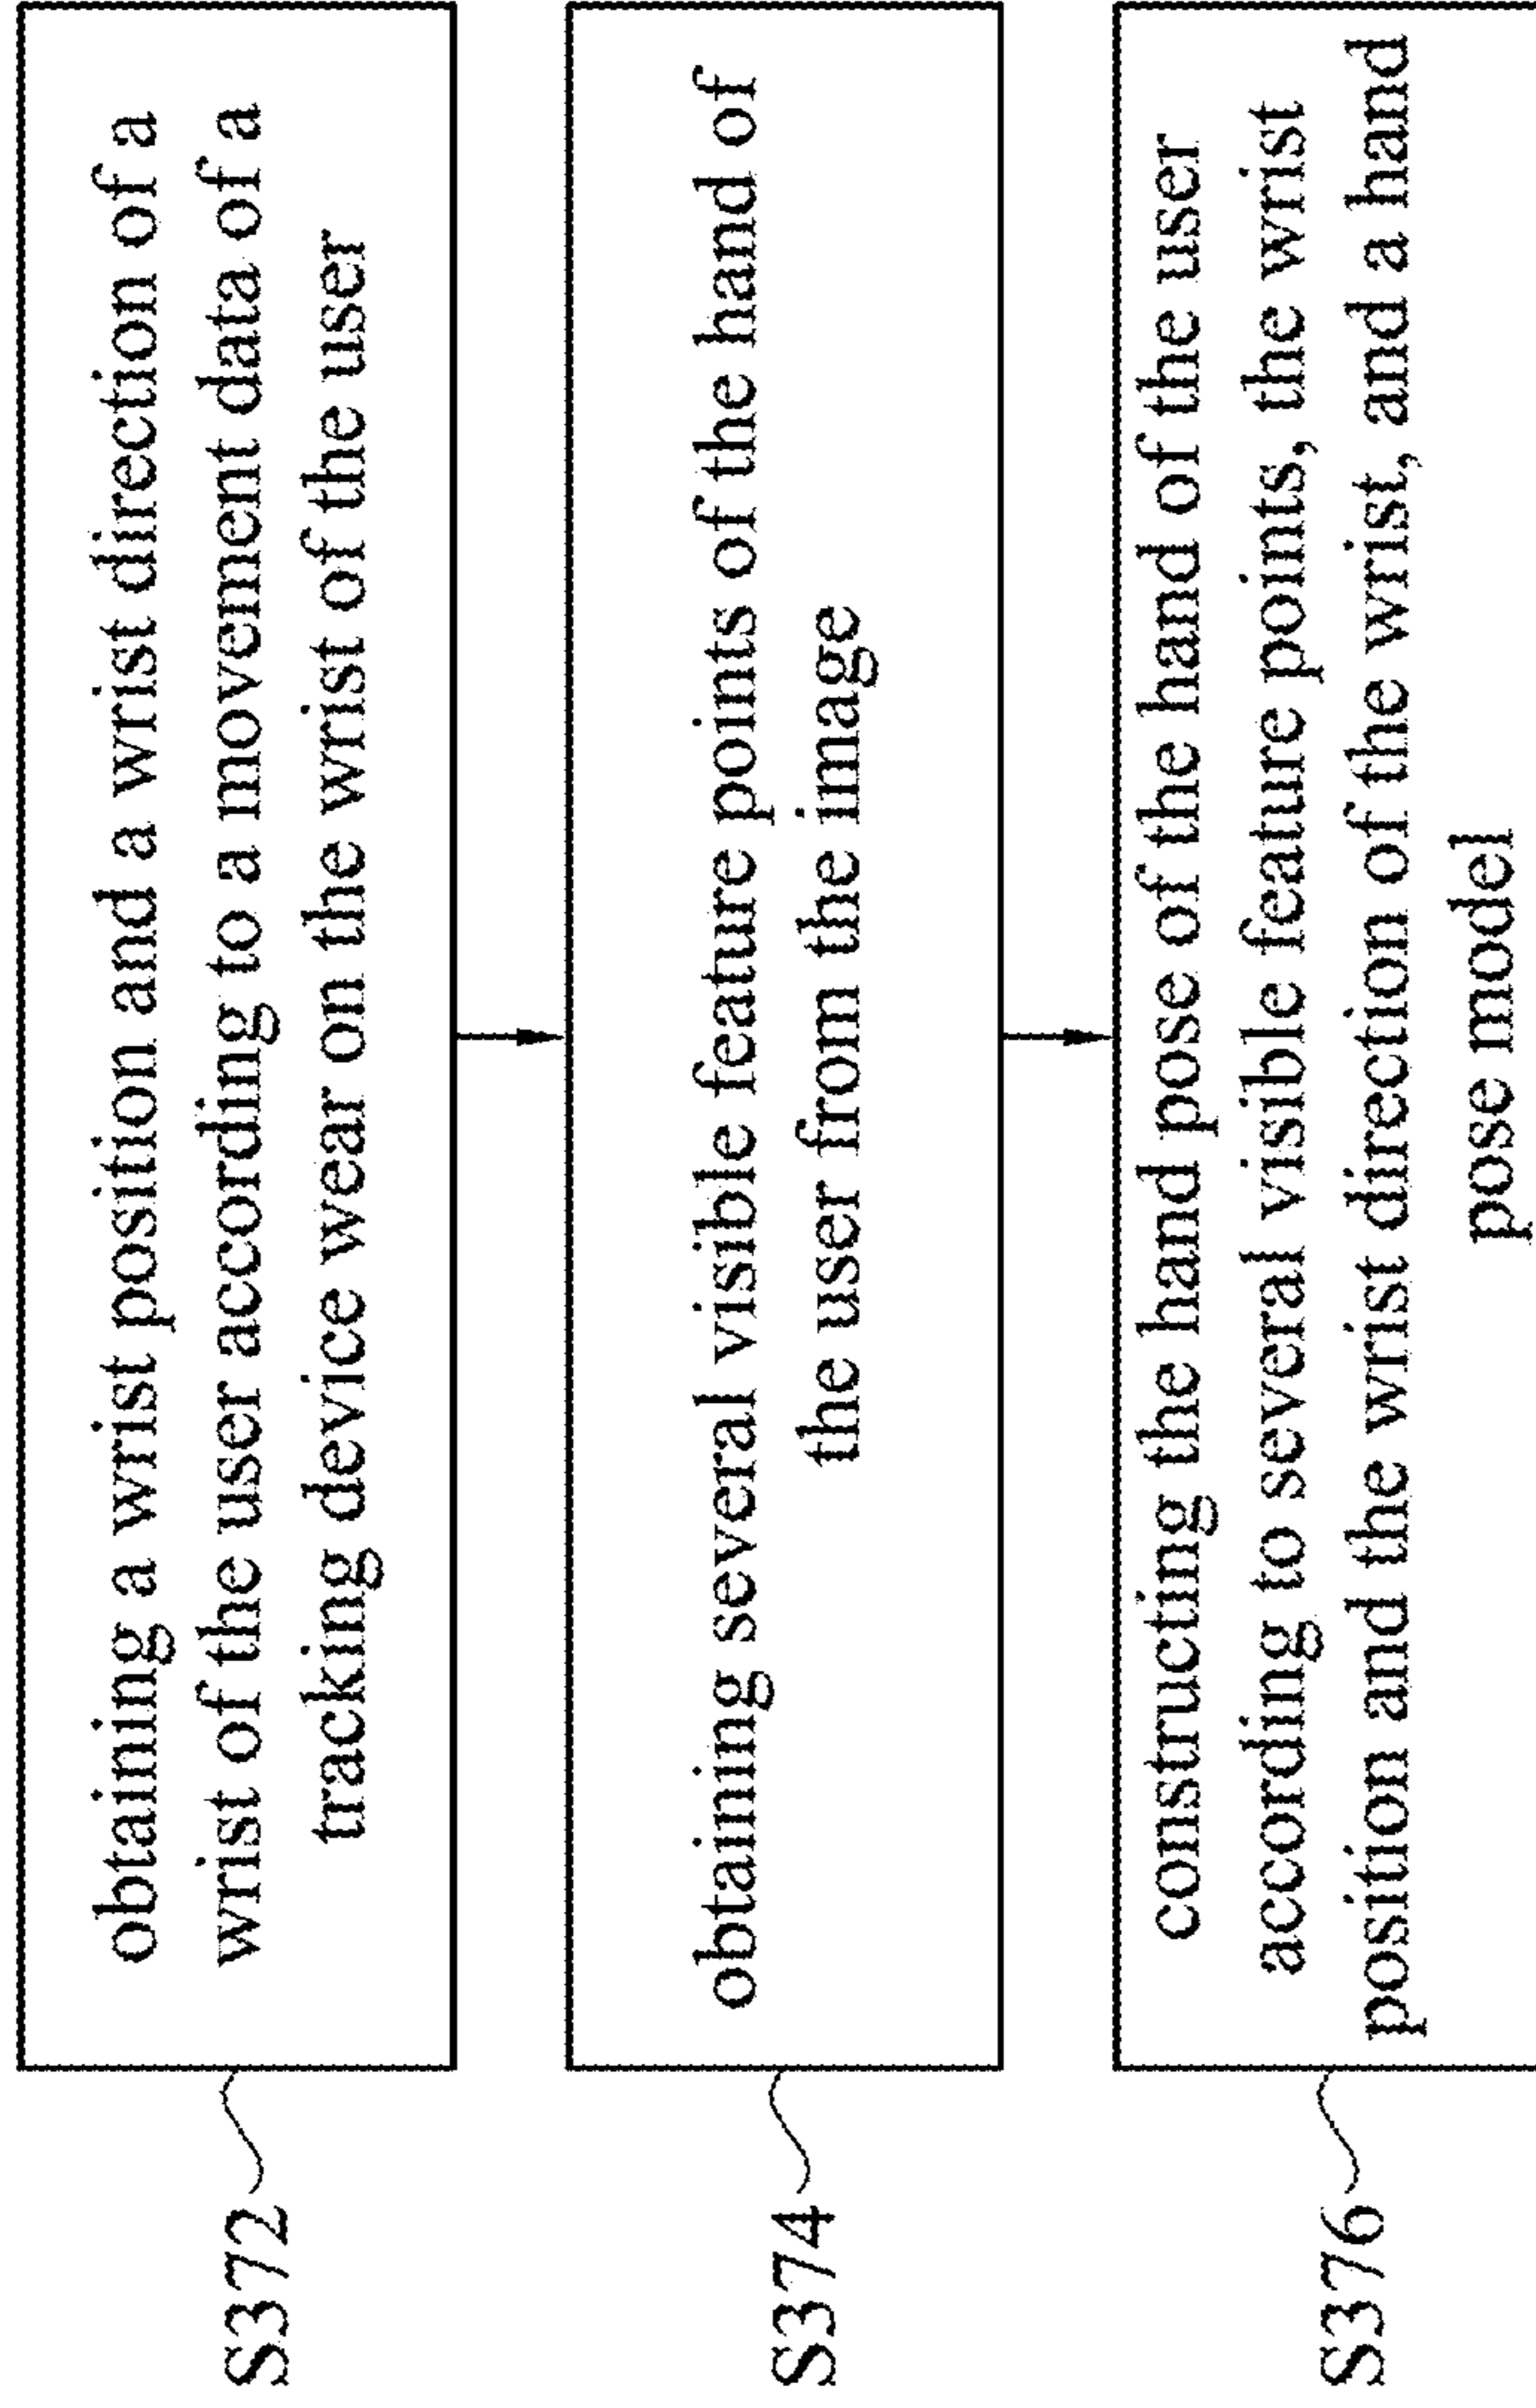 obtaining a wrist position and a wrist direction of a
wrist of the user according to a movement data of a
tracking device wear on the wrist of the user
S372
obtaining several visible feature points of the hand of
the user from the image
S374
constructing the hand pose of the hand of the user
according to several visible feature points, the wrist
position and the wrist direction of the wrist, and a hand
pose model
S376